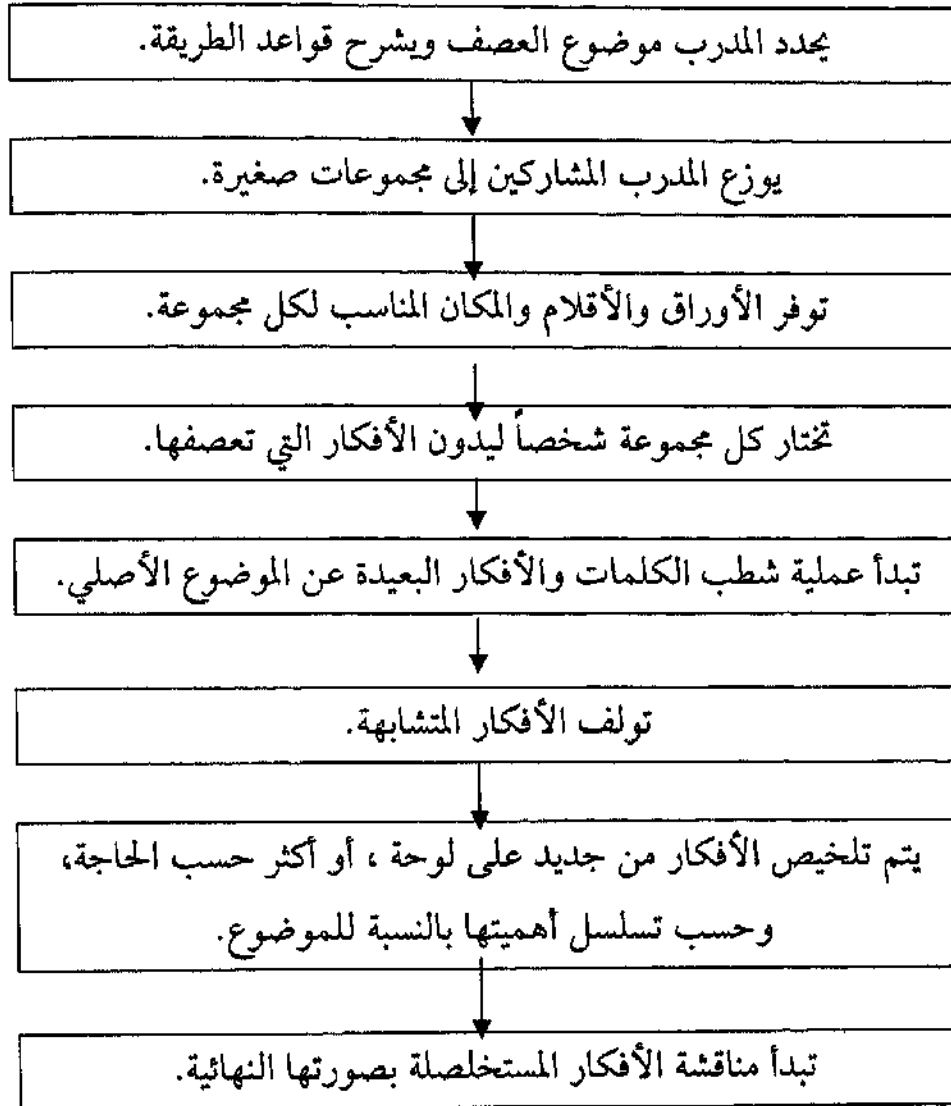 يحدد المدرب موضوع العصف ويشرح قواعد الطريقة.
يوزع المدرب المشاركين إلى مجموعات صغيرة.
توفر الأوراق والأقلام والمكان المناسب لكل مجموعة.
تختار كل مجموعة شخصاً ليدون الأفكار التي تعصفها.
تبدأ عملية شطب الكلمات والأفكار البعيدة عن الموضوع الأصلي.
تولف الأفكار المتشابهة.
يتم تلخيص الأفكار من جديد على لوحة ، أو أكثر حسب الحاجة،
وحسب تسلسل أهميتها بالنسبة للموضوع.
تبدأ مناقشة الأفكار المستخلصلة بصورتها النهائية.